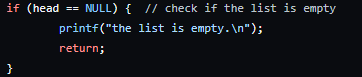 if (head == NULL) {  // check if the list is empty
        printf("the list is empty.\n");
        return;
}